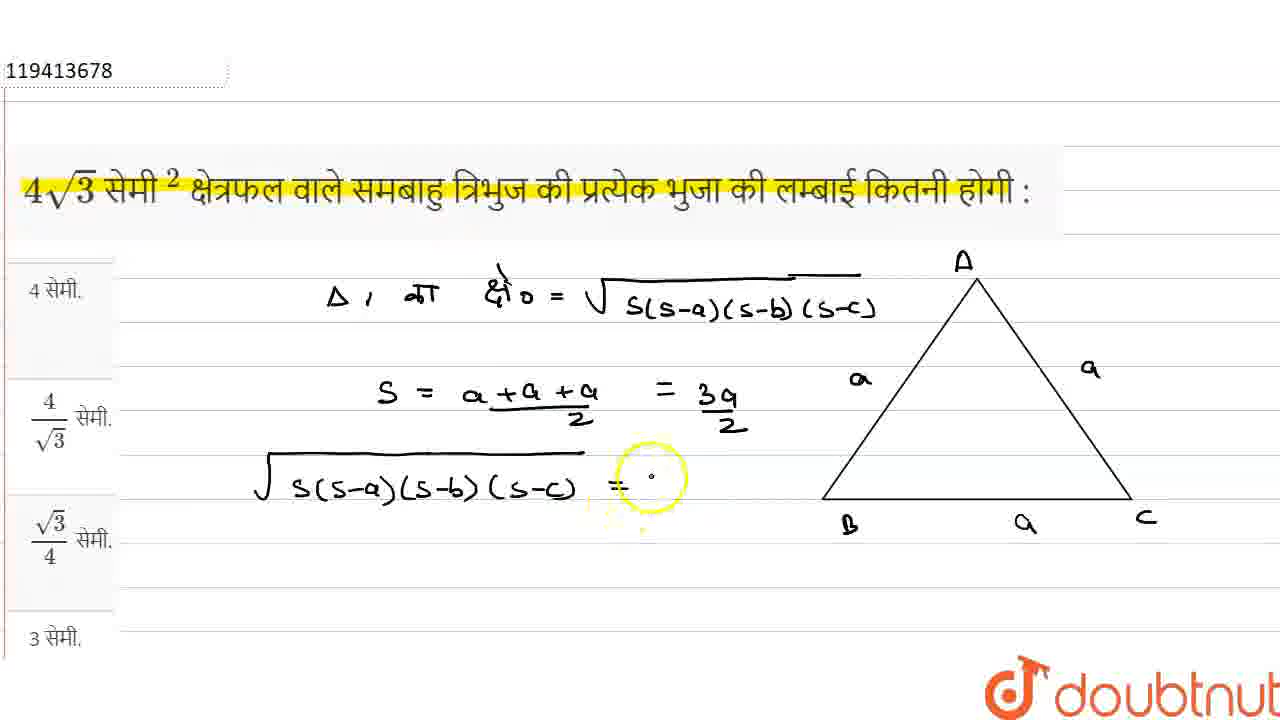 119413678
4√3 सेमी ² क्षेत्रफल वाले समबाहु त्रिभुज की प्रत्येक भुजा की लम्बाई कितनी होगी :
4 सेमी.
4/√3 सेमी.
√3/4 सेमी.
3 सेमी.
Δ, का क्षे० = √s(s-a)(s-b)(s-c)
S = a+a+a/2 = 3a/2
√s(s-a)(s-b)(s-c) =
A
a
a
B
a
C
doubtnut